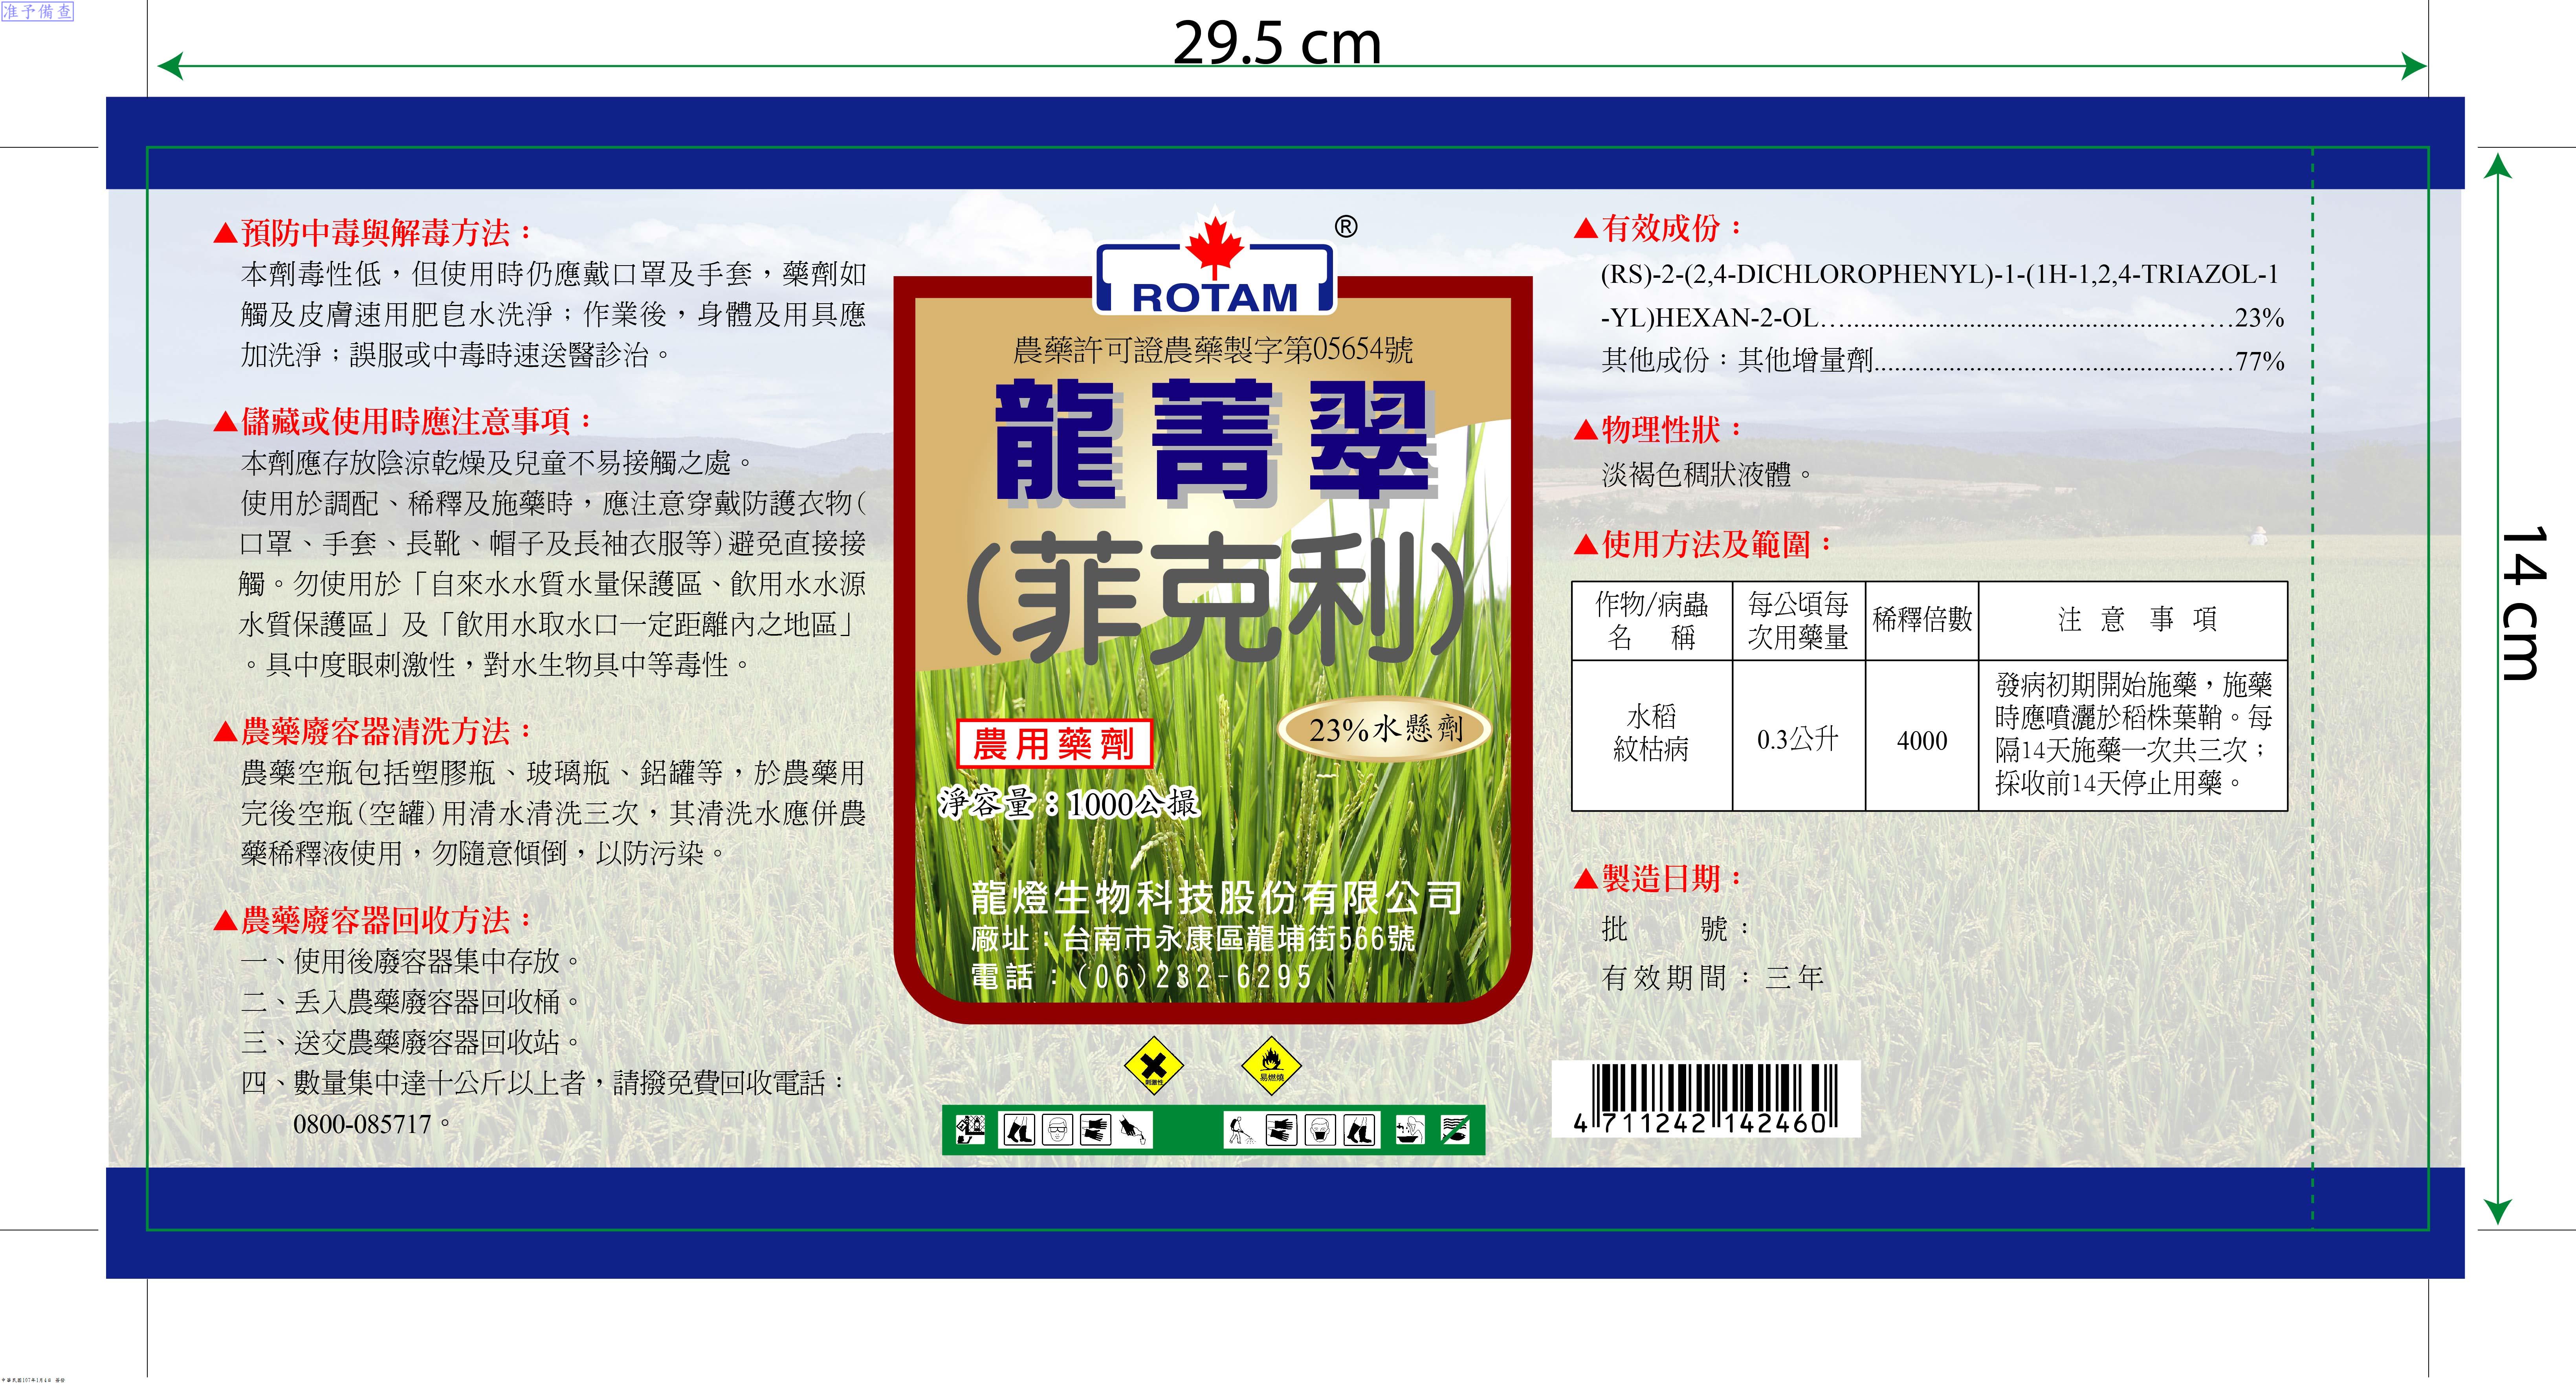 准予備查
29.5 cm
14 cm
▲預防中毒與解毒方法：
本劑毒性低，但使用時仍應戴口罩及手套，藥劑如
觸及皮膚速用肥皂水洗淨；作業後，身體及用具應
加洗淨；誤服或中毒時速送醫診治。
▲儲藏或使用時應注意事項：
本劑應存放陰涼乾燥及兒童不易接觸之處。
使用於調配、稀釋及施藥時，應注意穿戴防護衣物(
口罩、手套、長靴、帽子及長袖衣服等)避免直接接
觸。勿使用於「自來水水質水量保護區、飲用水水源
水質保護區」及「飲用水取水口一定距離內之地區」
。具中度眼刺激性，對水生物具中等毒性。
▲農藥廢容器清洗方法：
農藥空瓶包括塑膠瓶、玻璃瓶、鋁罐等，於農藥用
完後空瓶(空罐)用清水清洗三次，其清洗水應併農
藥稀釋液使用，勿隨意傾倒，以防污染。
▲農藥廢容器回收方法：
一、使用後廢容器集中存放。
二、丟入農藥廢容器回收桶。
三、送交農藥廢容器回收站。
四、數量集中達十公斤以上者，請撥免費回收電話：
0800-085717。
®
ROTAM
農藥許可證農藥製字第05654號
龍菁翠
(菲克利)
23%水懸劑
農用藥劑
淨容量：1000公撮
龍燈生物科技股份有限公司
廠址：台南市永康區龍埔街566號
電話：(06)232-6295
刺激性
易燃燒
▲有效成份：
(RS)-2-(2,4-DICHLOROPHENYL)-1-(1H-1,2,4-TRIAZOL-1
-YL)HEXAN-2-OL..........................................................23%
其他成份：其他增量劑....................................................77%
▲物理性狀：
淡褐色稠狀液體。
▲使用方法及範圍：
作物/病蟲名稱 每公頃每次用藥量 稀釋倍數 注意事項
水稻紋枯病 0.3公升 4000 發病初期開始施藥，施藥
時應噴灑於稻株葉鞘。每
隔14天施藥一次共三次；
採收前14天停止用藥。
▲製造日期：
批號：
有效期間：三年
4711242142460
中華民國107年1月4日